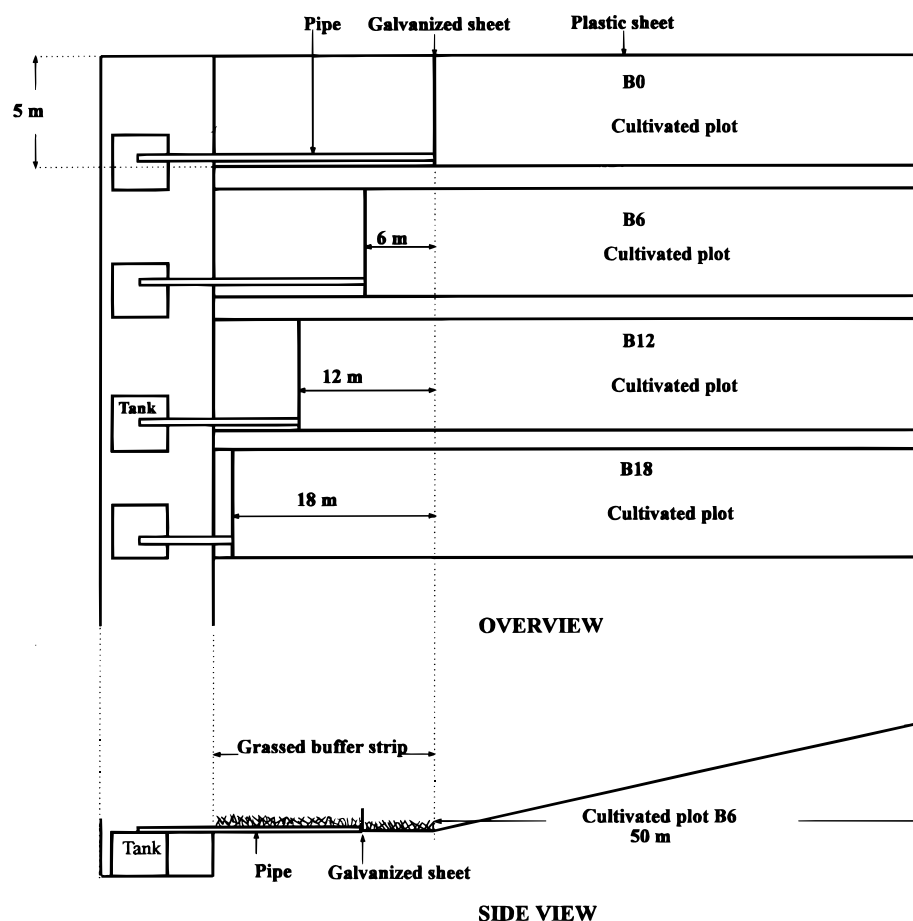 Pipe
Galvanized sheet
Plastic sheet
B0
5 m
Cultivated plot
B6
6 m
Cultivated plot
B12
12 m
Cultivated plot
Tank
B18
18 m
Cultivated plot
OVERVIEW
Grassed buffer strip
Cultivated plot B6
50 m
Tank
Pipe
Galvanized sheet
SIDE VIEW